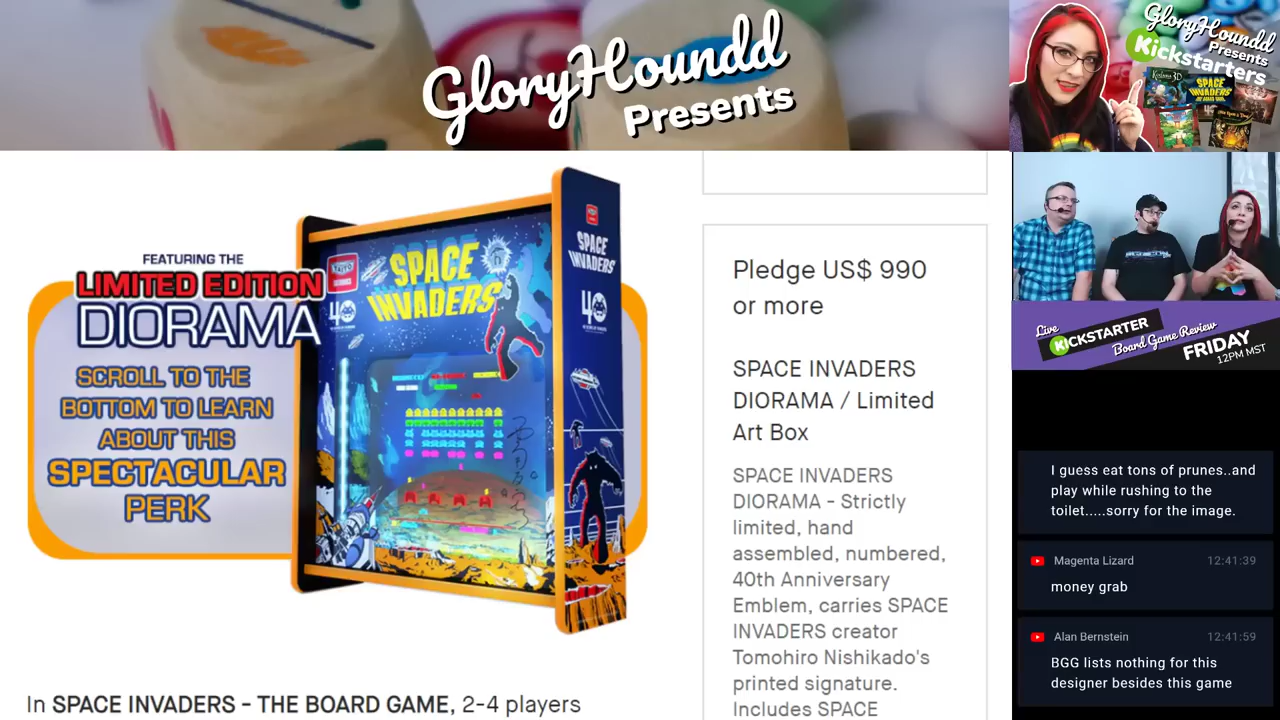 GloryHoundd
Presents
GloryHoundd
Presents
Kickstarters
SPACE
INVADERS
FEATURING THE
LIMITED EDITION
DIORAMA
SCROLL TO THE
BOTTOM TO LEARN
ABOUT THIS
SPECTACULAR
PERK
TAITO
SPACE
INVADERS
40
SPACE
INVADERS
40
In SPACE INVADERS - THE BOARD GAME, 2-4 players
Pledge US$ 990
or more
SPACE INVADERS
DIORAMA / Limited
Art Box
SPACE INVADERS
DIORAMA - Strictly
limited, hand
assembled, numbered,
40th Anniversary
Emblem, carries SPACE
INVADERS creator
Tomohiro Nishikado's
printed signature.
Includes SPACE
Live
KICKSTARTER
Board Game Review
FRIDAY
12PM MST
I guess eat tons of prunes..and
play while rushing to the
toilet.....sorry for the image.
Magenta Lizard 12:41:39
money grab
Alan Bernstein 12:41:59
BGG lists nothing for this
designer besides this game